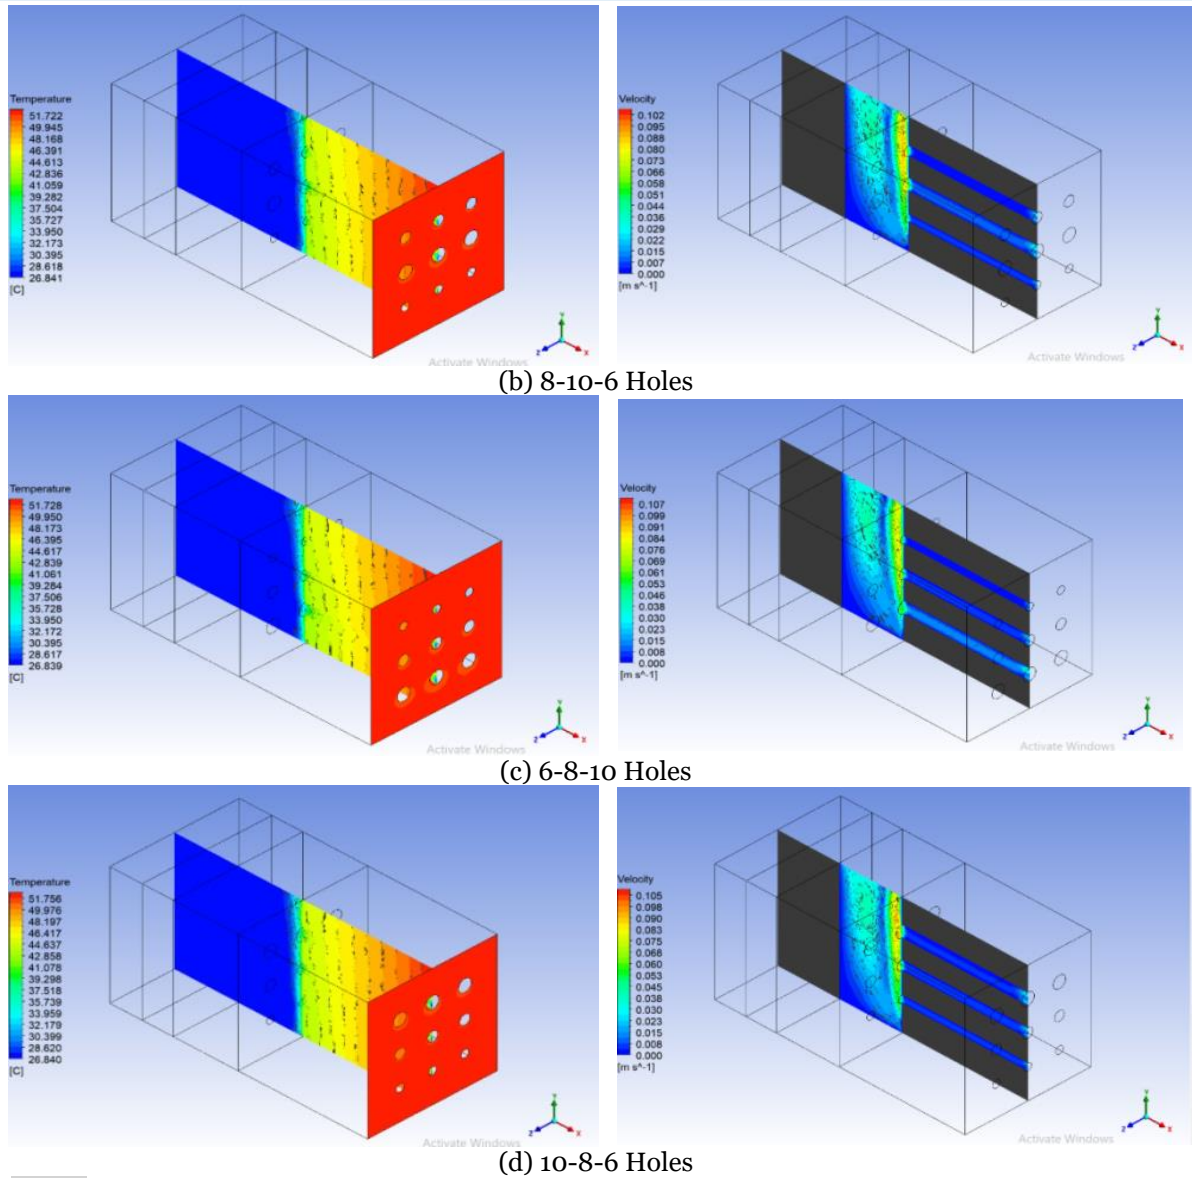 Temperature
51.722
49.945
48.168
46.391
44.613
42.836
41.059
39.282
37.504
35.727
33.950
32.173
30.395
28.618
26.841
[C]
Y
Z
X
Activate Windows
Velocity
0.102
0.095
0.088
0.080
0.073
0.066
0.058
0.051
0.044
0.036
0.029
0.022
0.015
0.007
0.000
[m s^-1]
Y
Z
X
Activate Windows
(b) 8-10-6 Holes
Temperature
51.728
49.950
48.173
46.395
44.617
42.839
41.061
39.284
37.506
35.728
33.950
32.172
30.395
28.617
26.839
[C]
Y
Z
X
Activate Windows
Velocity
0.107
0.099
0.091
0.084
0.076
0.069
0.061
0.053
0.046
0.038
0.030
0.023
0.015
0.008
0.000
[m s^-1]
Y
Z
X
Activate Windows
(c) 6-8-10 Holes
Temperature
51.756
49.976
48.197
46.417
44.637
42.858
41.078
39.298
37.518
35.739
33.959
32.179
30.399
28.620
26.840
[C]
Y
Z
X
Activate Windows
Velocity
0.105
0.098
0.090
0.083
0.075
0.068
0.060
0.053
0.045
0.038
0.030
0.023
0.015
0.008
0.000
[m s^-1]
Y
Z
X
Activate Windows
(d) 10-8-6 Holes